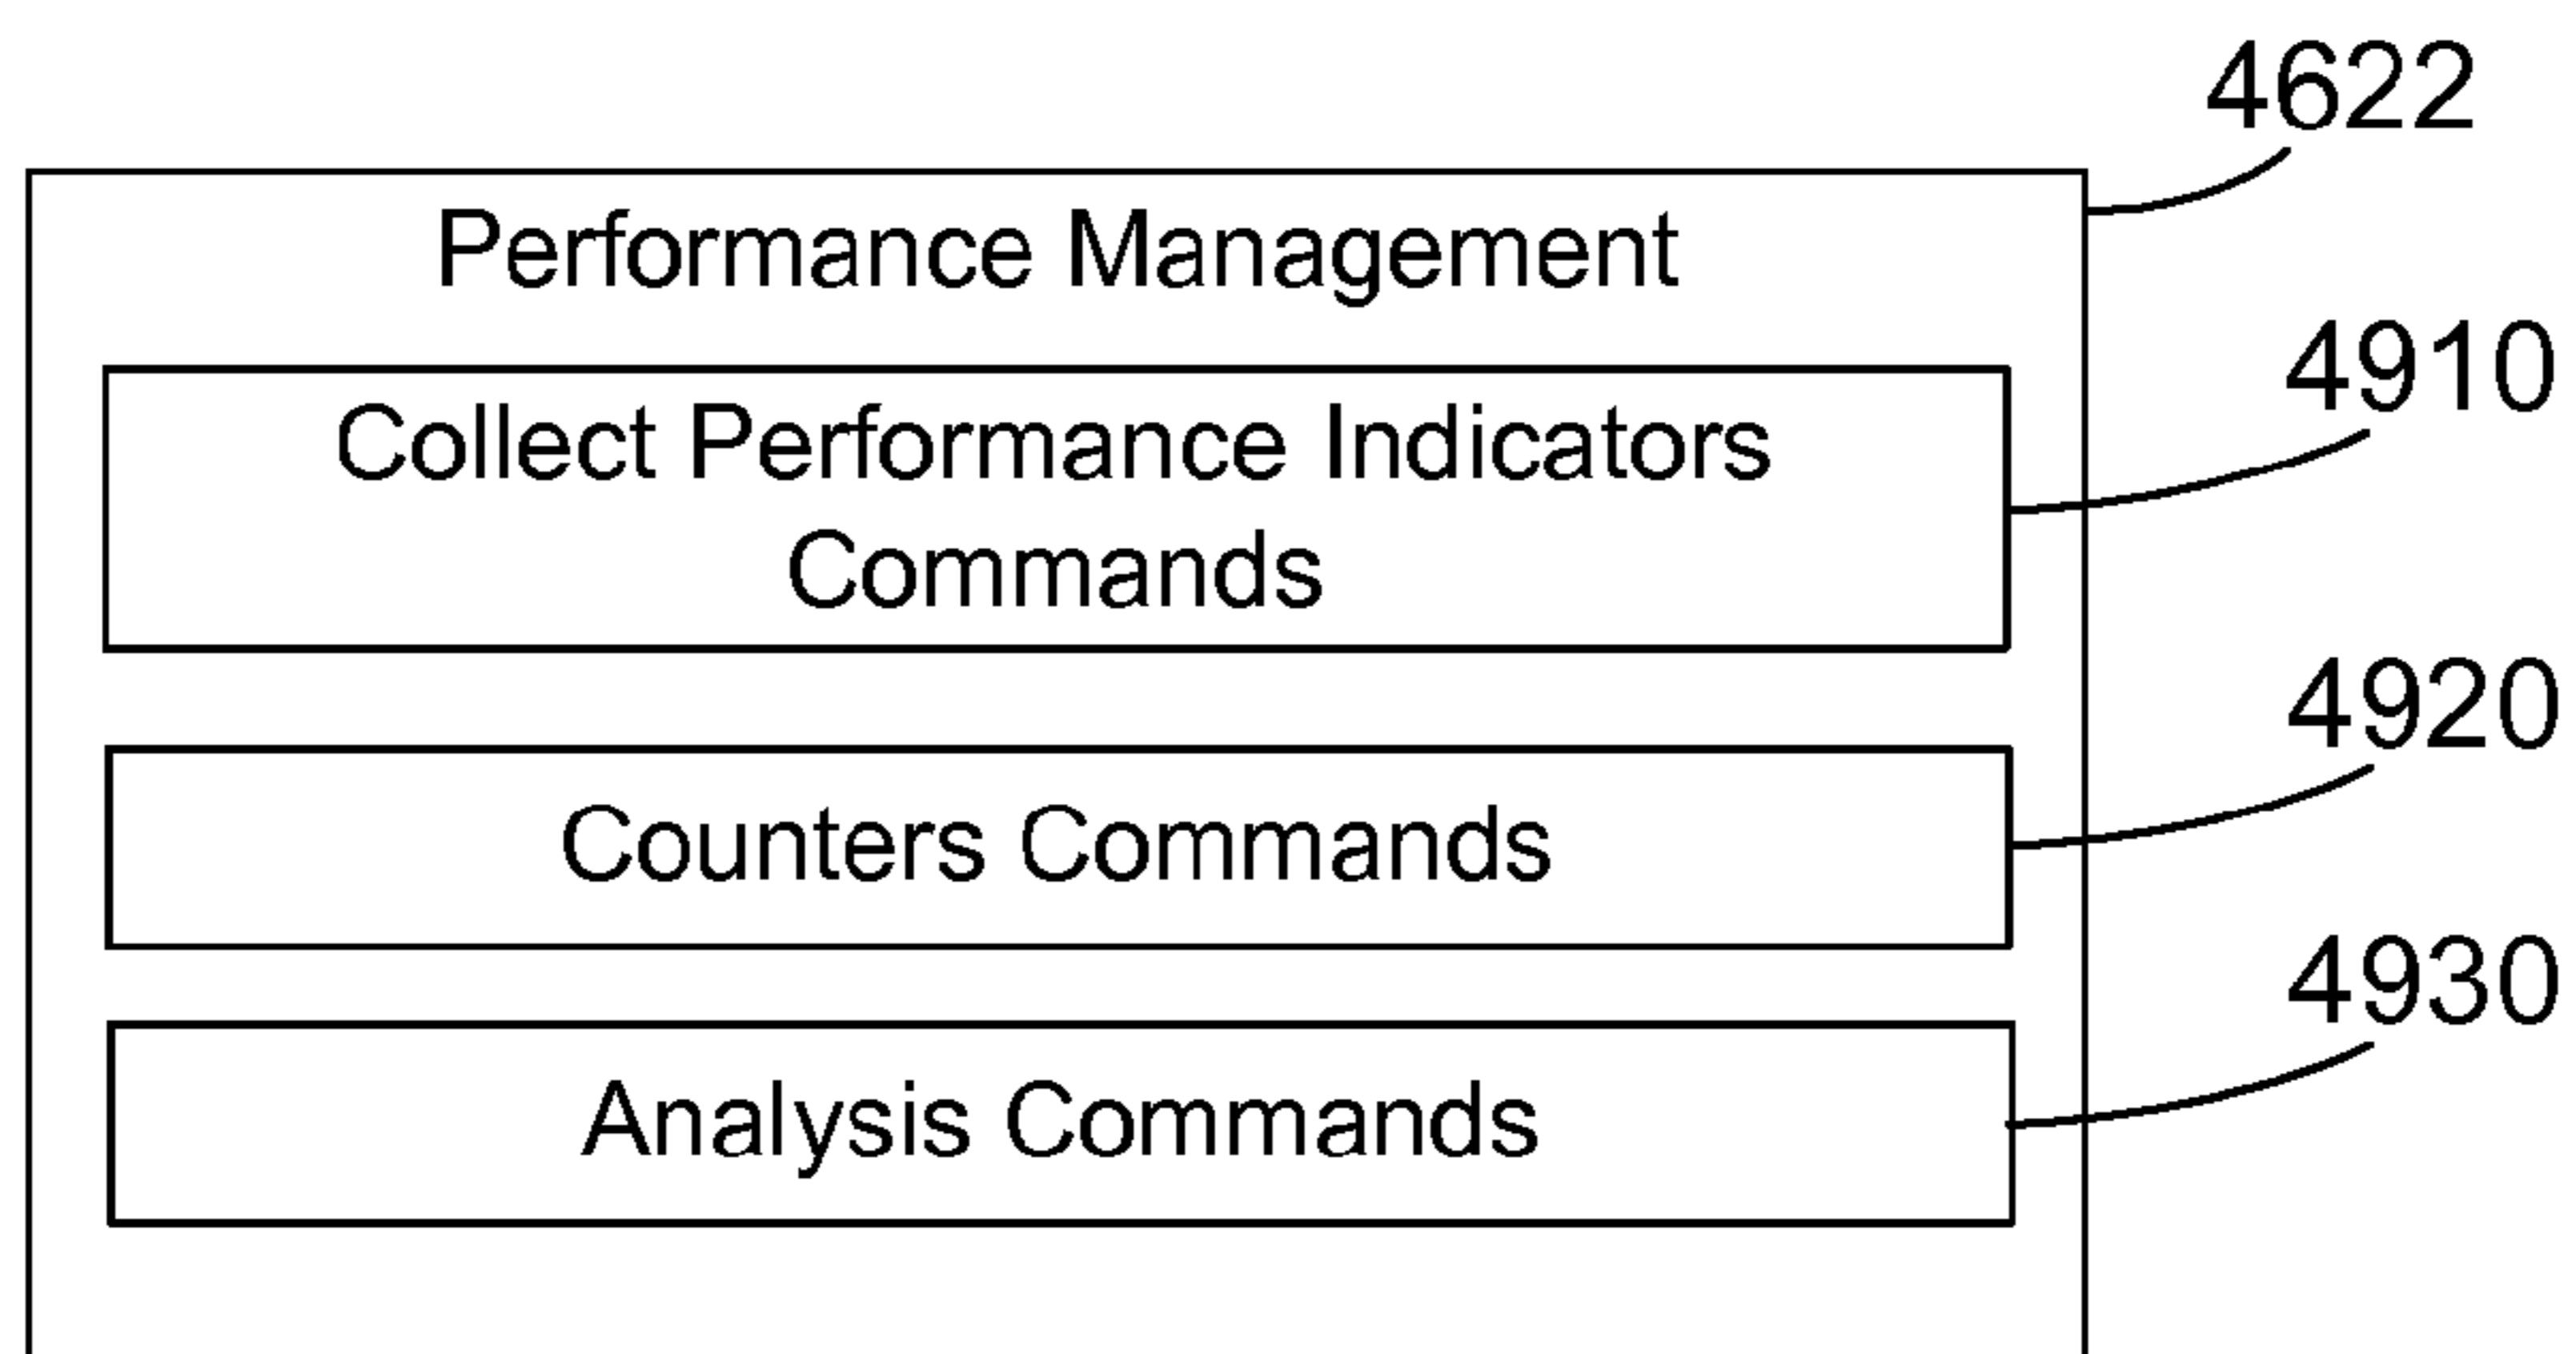 4622
Performance Management
4910
Collect Performance Indicators
Commands
4920
Counters Commands
4930
Analysis Commands